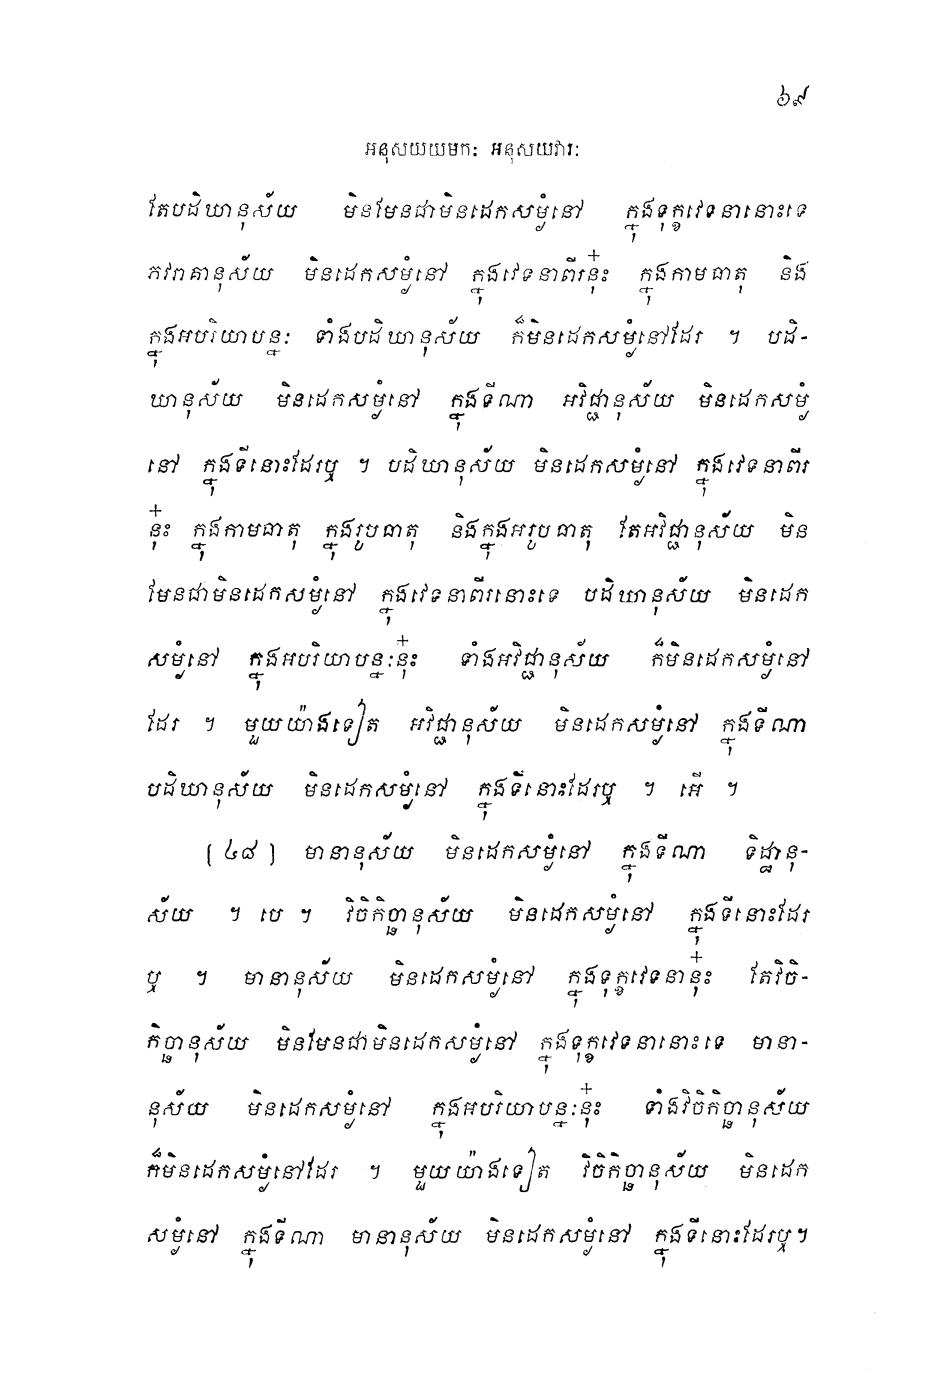 ៦៩
អនុសយយមកៈ អនុសយវារៈ
តែបដិឃានុស័យ មិនមែនជាមិនដេកសម្ងំនៅ ក្នុងទុក្ខវេទនានោះទេ
ភវរាគានុស័យ មិនដេកសម្ងំនៅ ក្នុងវេទនាពីរនុ៎ះ ក្នុងកាមធាតុ និង
ក្នុងអបរិយាបន្នៈ ទាំងបដិឃានុស័យ ក៏មិនដេកសម្ងំនៅដែរ ។ បដិ-
ឃានុស័យ មិនដេកសម្ងំនៅ ក្នុងទីណា អវិជ្ជានុស័យ មិនដេកសម្ងំ
នៅ ក្នុងទីនោះដែរឬ ។ បដិឃានុស័យ មិនដេកសម្ងំនៅ ក្នុងវេទនាពីរ
នុ៎ះ ក្នុងកាមធាតុ ក្នុងរូបធាតុ និងក្នុងអរូបធាតុ តែអវិជ្ជានុស័យ មិន
មែនជាមិនដេកសម្ងំនៅ ក្នុងវេទនាពីរនោះទេ បដិឃានុស័យ មិនដេក
សម្ងំនៅ ក្នុងអបរិយាបន្នៈនុ៎ះ ទាំងអវិជ្ជានុស័យ ក៏មិនដេកសម្ងំនៅ
ដែរ ។ មួយយ៉ាងទៀត អវិជ្ជានុស័យ មិនដេកសម្ងំនៅ ក្នុងទីណា
បដិឃានុស័យ មិនដេកសម្ងំនៅ ក្នុងទីនោះដែរឬ ។ អើ ។
[៤៨] មានានុស័យ មិនដេកសម្ងំនៅ ក្នុងទីណា ទិដ្ឋានុ-
ស័យ ។ បេ ។ វិចិកិច្ឆានុស័យ មិនដេកសម្ងំនៅ ក្នុងទីនោះដែរ
ឬ ។ មានានុស័យ មិនដេកសម្ងំនៅ ក្នុងទុក្ខវេទនានុ៎ះ តែវិចិ-
កិច្ឆានុស័យ មិនមែនជាមិនដេកសម្ងំនៅ ក្នុងទុក្ខវេទនានោះទេ មានា-
នុស័យ មិនដេកសម្ងំនៅ ក្នុងអបរិយាបន្នៈនុ៎ះ ទាំងវិចិកិច្ឆានុស័យ
ក៏មិនដេកសម្ងំនៅដែរ ។ មួយយ៉ាងទៀត វិចិកិច្ឆានុស័យ មិនដេក
សម្ងំនៅ ក្នុងទីណា មានានុស័យ មិនដេកសម្ងំនៅ ក្នុងទីនោះដែរឬ។